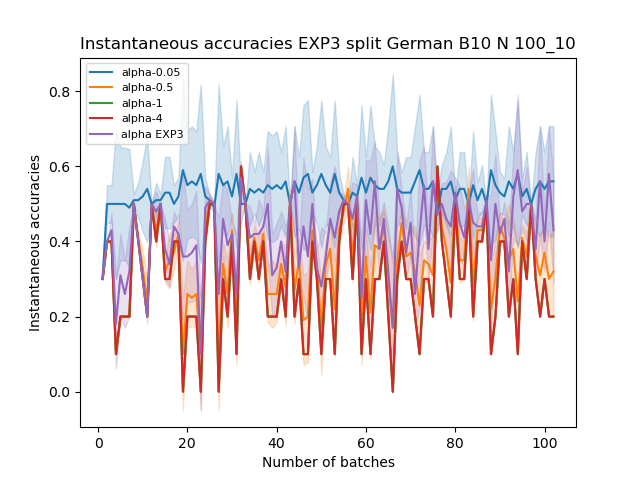 Instantaneous accuracies EXP3 split German B10 N 100_10
alpha-0.05
alpha-0.5
alpha-1
alpha-4
alpha EXP3
0.8
0.6
0.4
0.2
0.0
Instantaneous accuracies
0 20 40 60 80 100
Number of batches